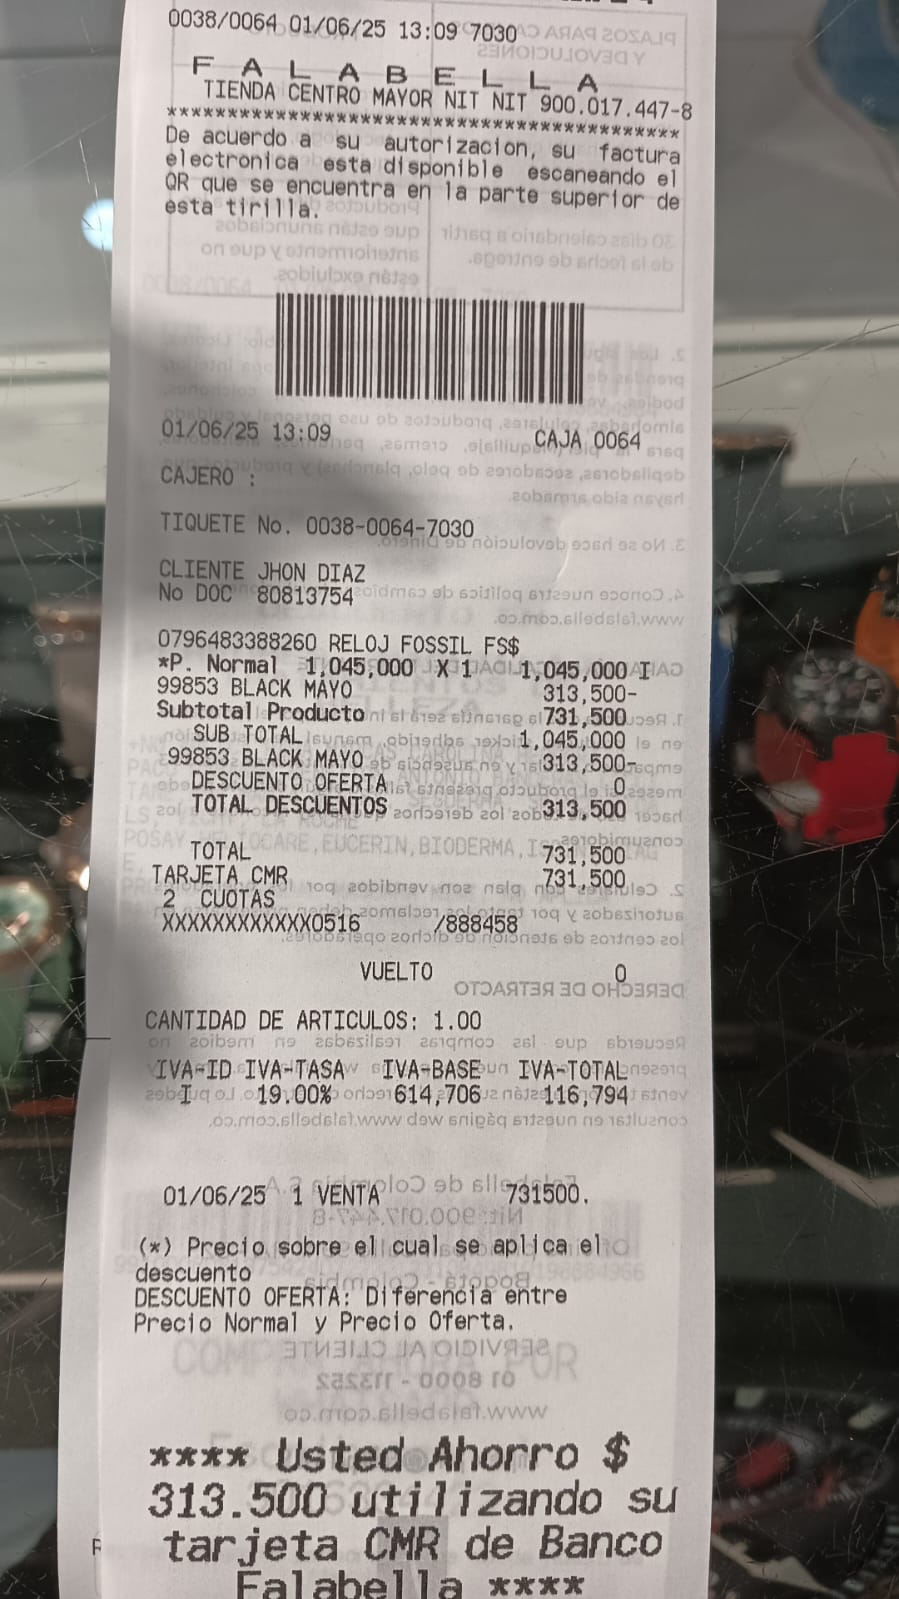 0038/0064 01/06/25 13:09 7030
F A L A B E L L A
TIENDA CENTRO MAYOR NIT NIT 900.017.447-8
******************************************
De acuerdo a su autorizacion, su factura
electronica esta disponible escaneando el
QR que se encuentra en la parte superior de
esta tirilla.
01/06/25 13:09 CAJA 0064
CAJERO :
TIQUETE No. 0038-0064-7030
CLIENTE JHON DIAZ
No DOC 80813754
0796483388260 RELOJ FOSSIL FS$
*P. Normal 1,045,000 X 1 1,045,000 I
99853 BLACK MAYO 313,500-
Subtotal Producto 731,500
SUB TOTAL 1,045,000
99853 BLACK MAYO 313,500-
DESCUENTO OFERTA 0
TOTAL DESCUENTOS 313,500
TOTAL 731,500
TARJETA CMR 731,500
2 CUOTAS
XXXXXXXXXXXX0516 /888458
VUELTO 0
CANTIDAD DE ARTICULOS: 1.00
IVA-ID IVA-TASA IVA-BASE IVA-TOTAL
I 19.00% 614,706 116,794
01/06/25 1 VENTA 731500.
(*) Precio sobre el cual se aplica el
descuento
DESCUENTO OFERTA: Diferencia entre
Precio Normal y Precio Oferta.
**** Usted Ahorro $
313.500 utilizando su
tarjeta CMR de Banco
Falabella ****